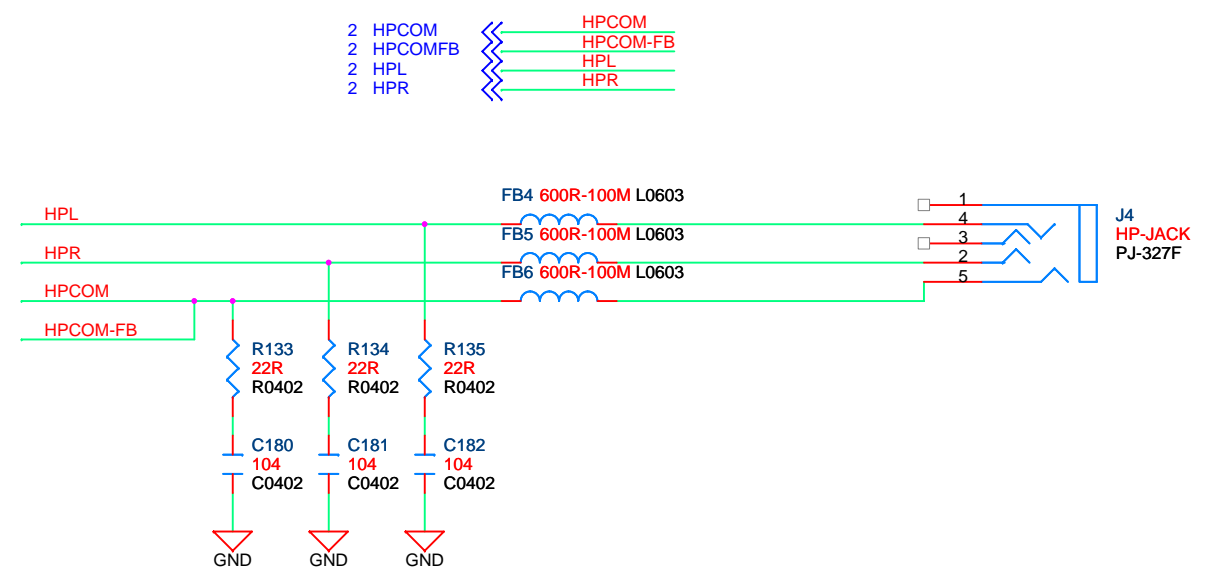 2 HPCOM HPCOM
2 HPCOMFB HPCOM-FB
2 HPL HPL
2 HPR HPR
FB4 600R-100M L0603
HPL
FB5 600R-100M L0603
HPR
FB6 600R-100M L0603
HPCOM
HPCOM-FB
1
4
3
2
5
J4
HP-JACK
PJ-327F
R133
22R
R0402
R134
22R
R0402
R135
22R
R0402
C180
104
C0402
C181
104
C0402
C182
104
C0402
GND
GND
GND